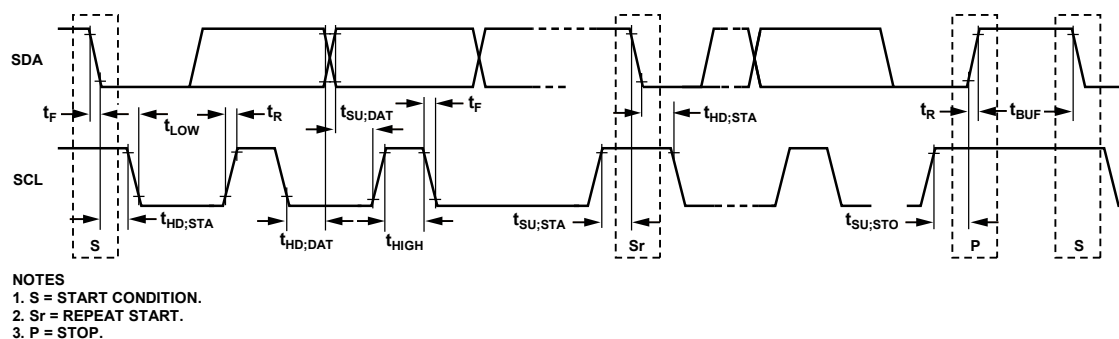 SDA
tF
tLOW
tR
tSU;DAT
tF
tHD;STA
tR
tBUF
SCL
tHD;STA
tHD;DAT
tHIGH
tSU;STA
tSU;STO
S
Sr
P
S
NOTES
1. S = START CONDITION.
2. Sr = REPEAT START.
3. P = STOP.